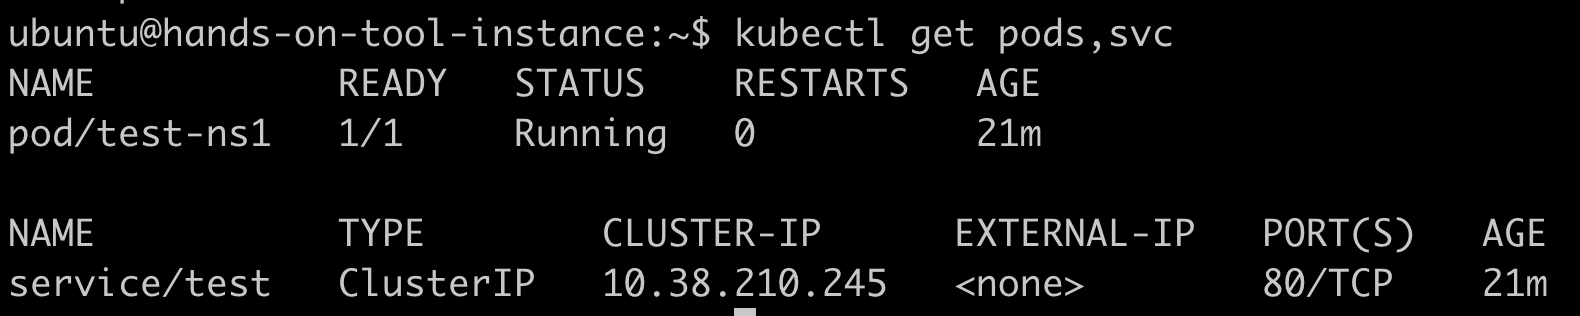 ubuntu@hands-on-tool-instance:~$ kubectl get pods,svc
NAME READY STATUS RESTARTS AGE
pod/test-ns1 1/1 Running 0 21m
NAME TYPE CLUSTER-IP EXTERNAL-IP PORT(S) AGE
service/test ClusterIP 10.38.210.245 <none> 80/TCP 21m